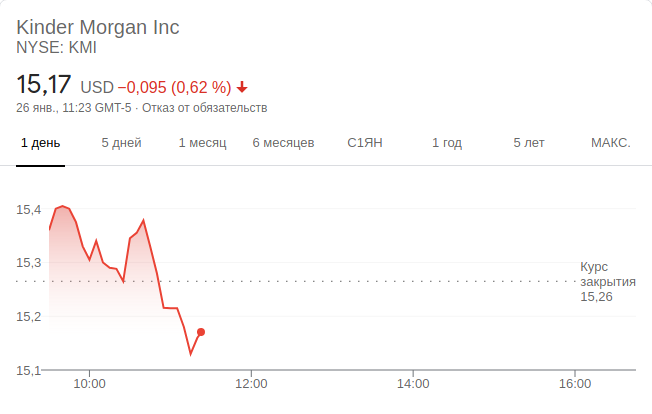 Kinder Morgan Inc
NYSE: KMI
15,17 USD −0,095 (0,62 %)
26 янв., 11:23 GMT-5 · Отказ от обязательств
1 день 5 дней 1 месяц 6 месяцев С1ЯН 1 год 5 лет МАКС.
15,4
15,3
Курс
закрытия
15,26
15,2
15,1
10:00 12:00 14:00 16:00